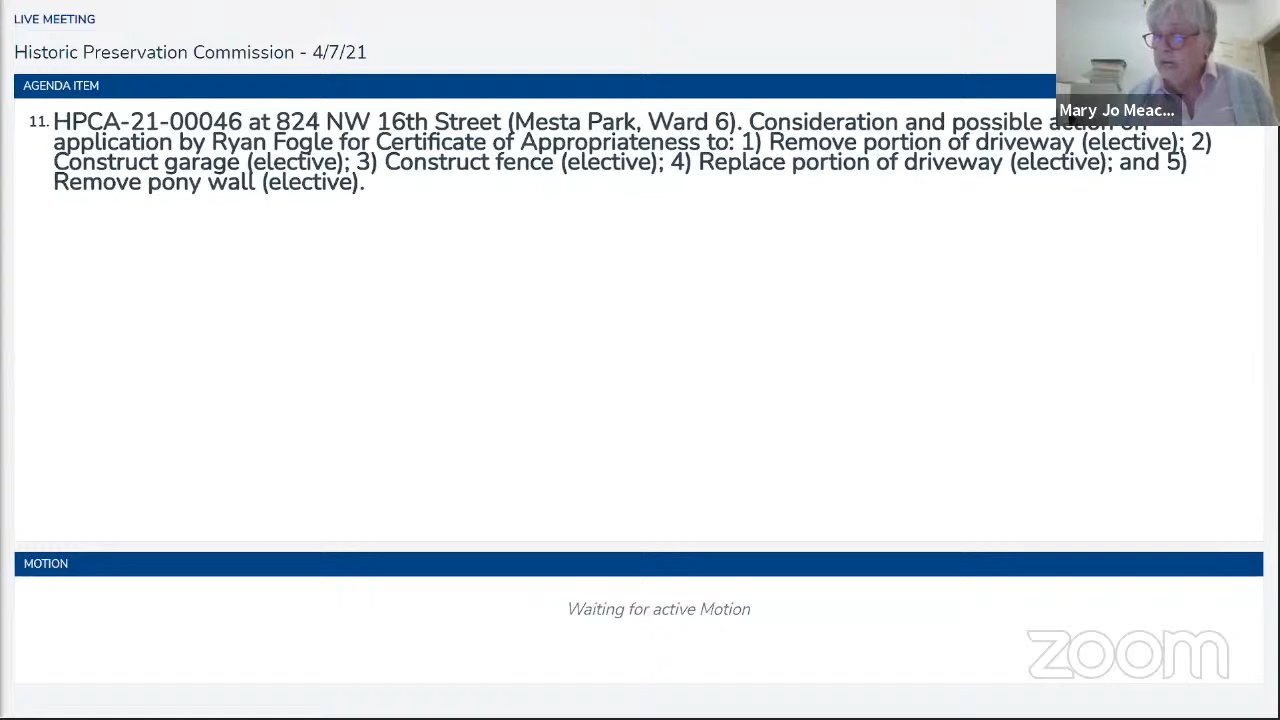 LIVE MEETING
Historic Preservation Commission - 4/7/21
AGENDA ITEM
Mary Jo Meac...
11. HPCA-21-00046 at 824 NW 16th Street (Mesta Park, Ward 6). Consideration and possible action on
application by Ryan Fogle for Certificate of Appropriateness to: 1) Remove portion of driveway (elective); 2)
Construct garage (elective); 3) Construct fence (elective); 4) Replace portion of driveway (elective); and 5)
Remove pony wall (elective).
MOTION
Waiting for active Motion
zoom